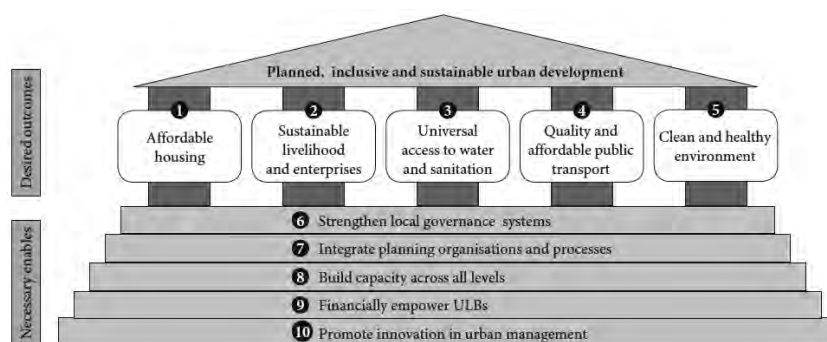 Planned, inclusive and sustainable urban development
Desired outcomes
1
Affordable
housing
2
Sustainable
livelihood
and enterprises
3
Universal
access to water
and sanitation
4
Quality and
affordable public
transport
5
Clean and healthy
environment
Necessary enables
6 Strengthen local governance systems
7 Integrate planning organisations and processes
8 Build capacity across all levels
9 Financially empower ULBs
10 Promote innovation in urban management